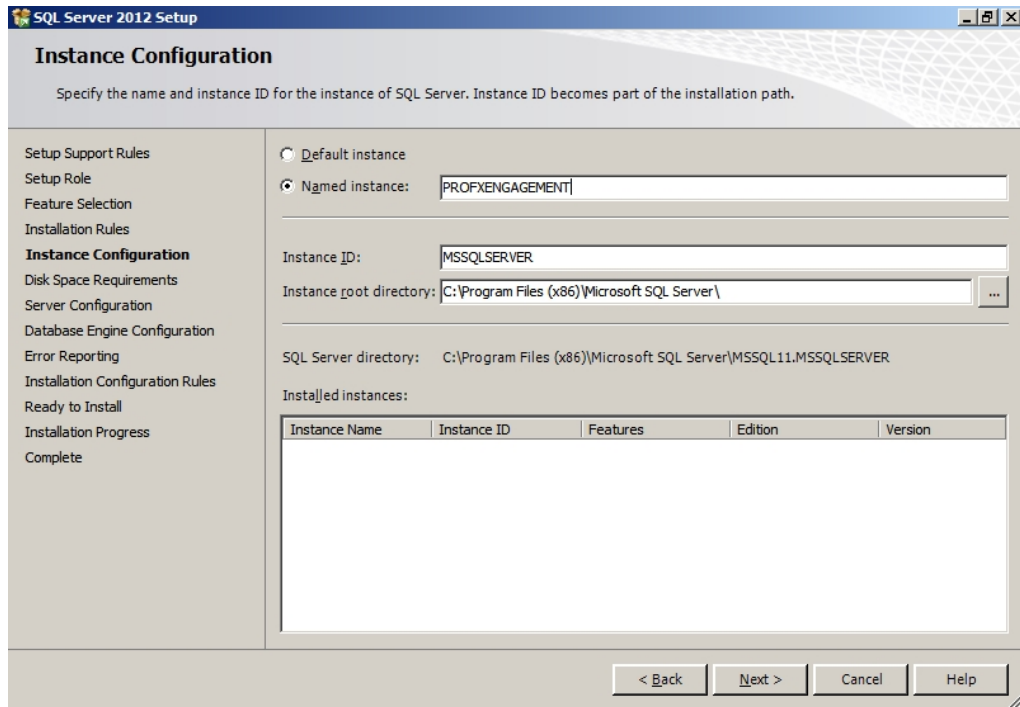 SQL Server 2012 Setup
Instance Configuration
Specify the name and instance ID for the instance of SQL Server. Instance ID becomes part of the installation path.
Setup Support Rules
Setup Role
Feature Selection
Installation Rules
Instance Configuration
Disk Space Requirements
Server Configuration
Database Engine Configuration
Error Reporting
Installation Configuration Rules
Ready to Install
Installation Progress
Complete
Default instance
Named instance: PROFXENGAGEMENT
Instance ID: MSSQLSERVER
Instance root directory: C:\Program Files (x86)\Microsoft SQL Server\ ...
SQL Server directory: C:\Program Files (x86)\Microsoft SQL Server\MSSQL11.MSSQLSERVER
Installed instances:
Instance Name Instance ID Features Edition Version
< Back Next > Cancel Help